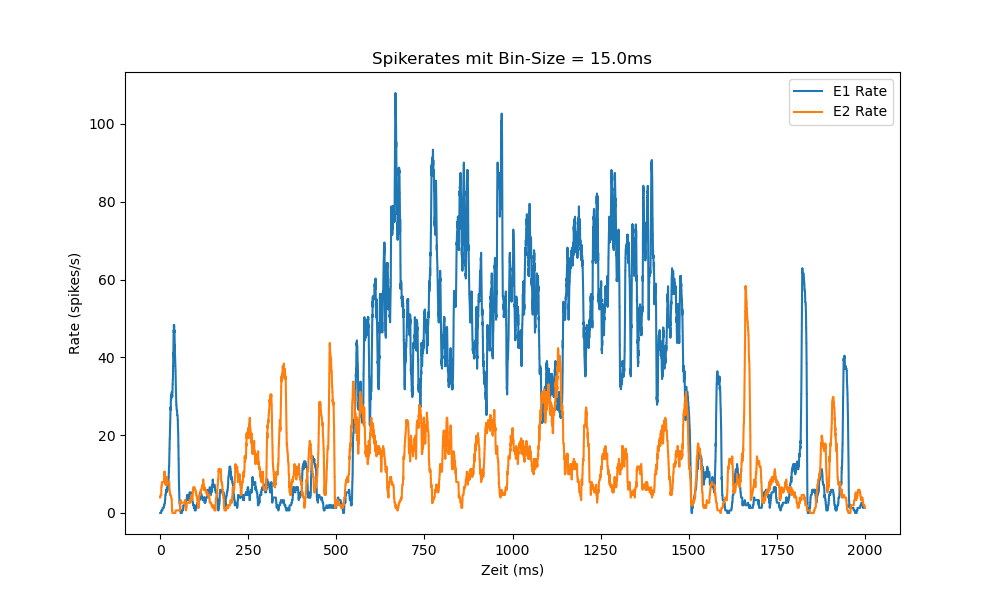 Spikerates mit Bin-Size = 15.0ms
E1 Rate
E2 Rate
Rate (spikes/s)
100
80
60
40
20
0
0 250 500 750 1000 1250 1500 1750 2000
Zeit (ms)